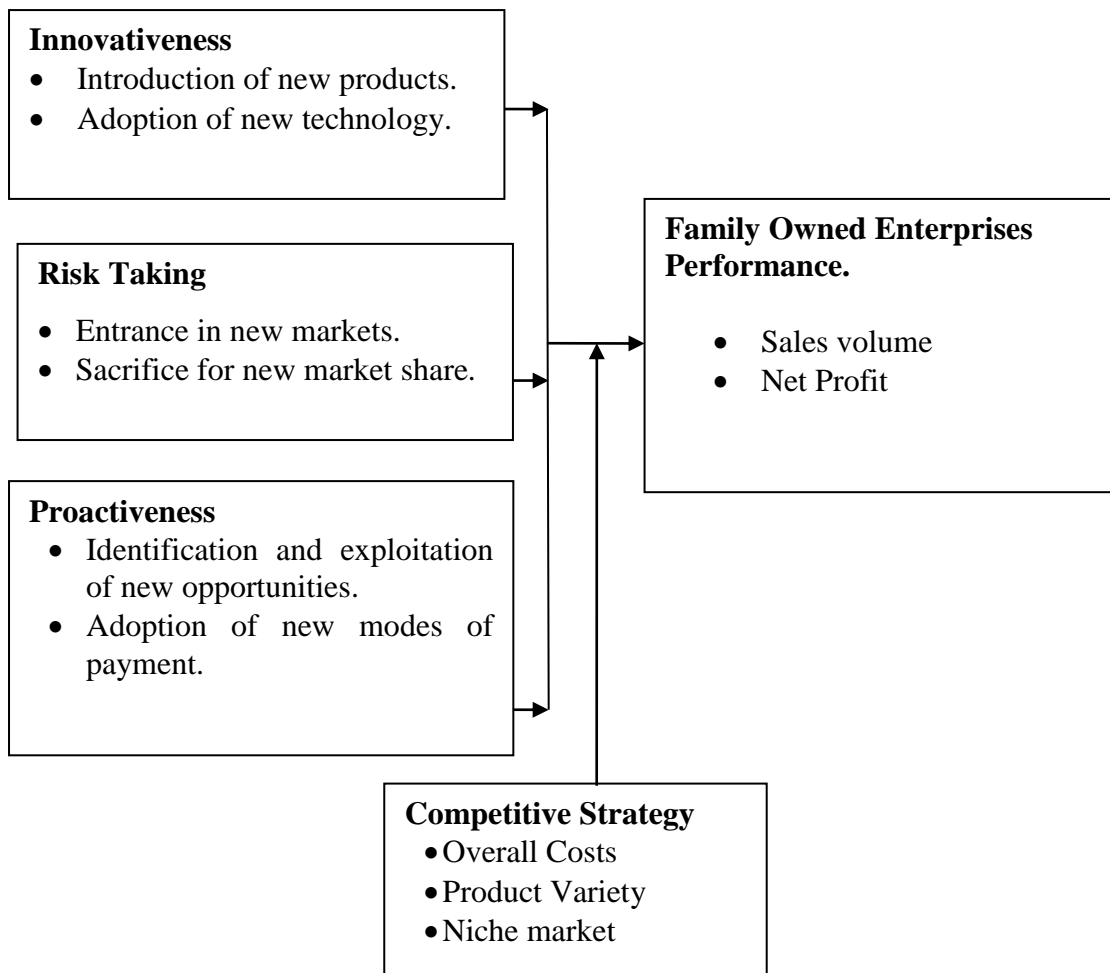 Innovativeness
• Introduction of new products.
• Adoption of new technology.
Risk Taking
• Entrance in new markets.
• Sacrifice for new market share.
Proactiveness
• Identification and exploitation
of new opportunities.
• Adoption of new modes of
payment.
Family Owned Enterprises
Performance.
• Sales volume
• Net Profit
Competitive Strategy
• Overall Costs
• Product Variety
• Niche market